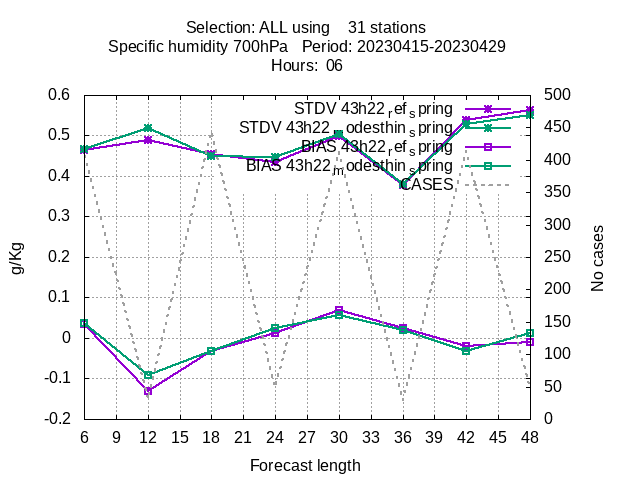 Selection: ALL using 31 stations
Specific humidity 700hPa Period: 20230415-20230429
Hours: 06
STDV 43h22_ref_spring
STDV 43h22_modesthin_spring
BIAS 43h22_ref_spring
BIAS 43h22_modesthin_spring
CASES
g/Kg
0.6
0.5
0.4
0.3
0.2
0.1
0
-0.1
-0.2
500
450
400
350
300
250
200
150
100
50
0
No cases
6 9 12 15 18 21 24 27 30 33 36 39 42 45 48
Forecast length